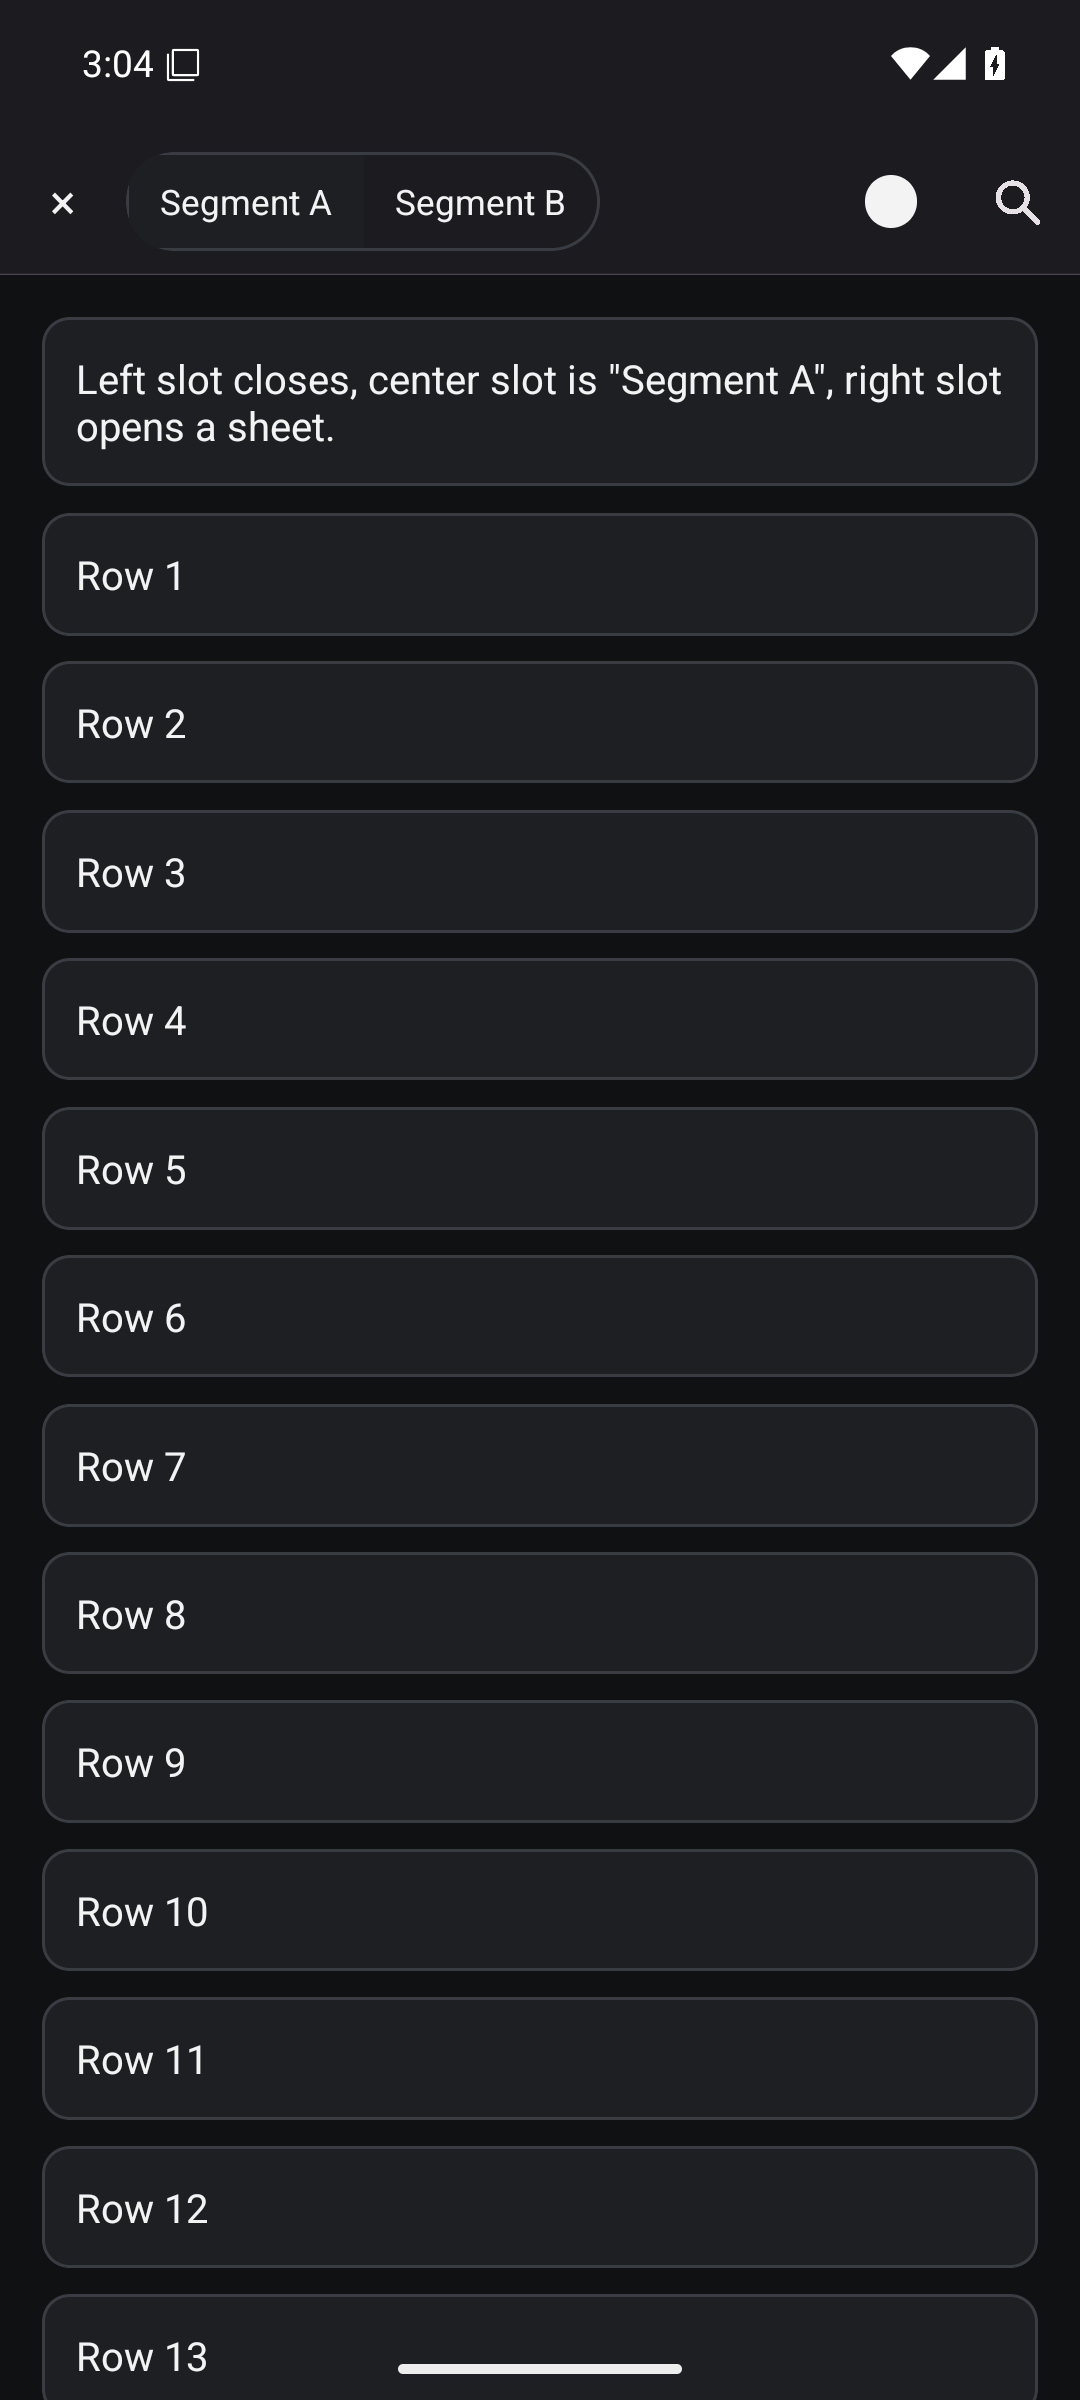 3:04
Segment A
Segment B
Left slot closes, center slot is "Segment A", right slot
opens a sheet.
Row 1
Row 2
Row 3
Row 4
Row 5
Row 6
Row 7
Row 8
Row 9
Row 10
Row 11
Row 12
Row 13